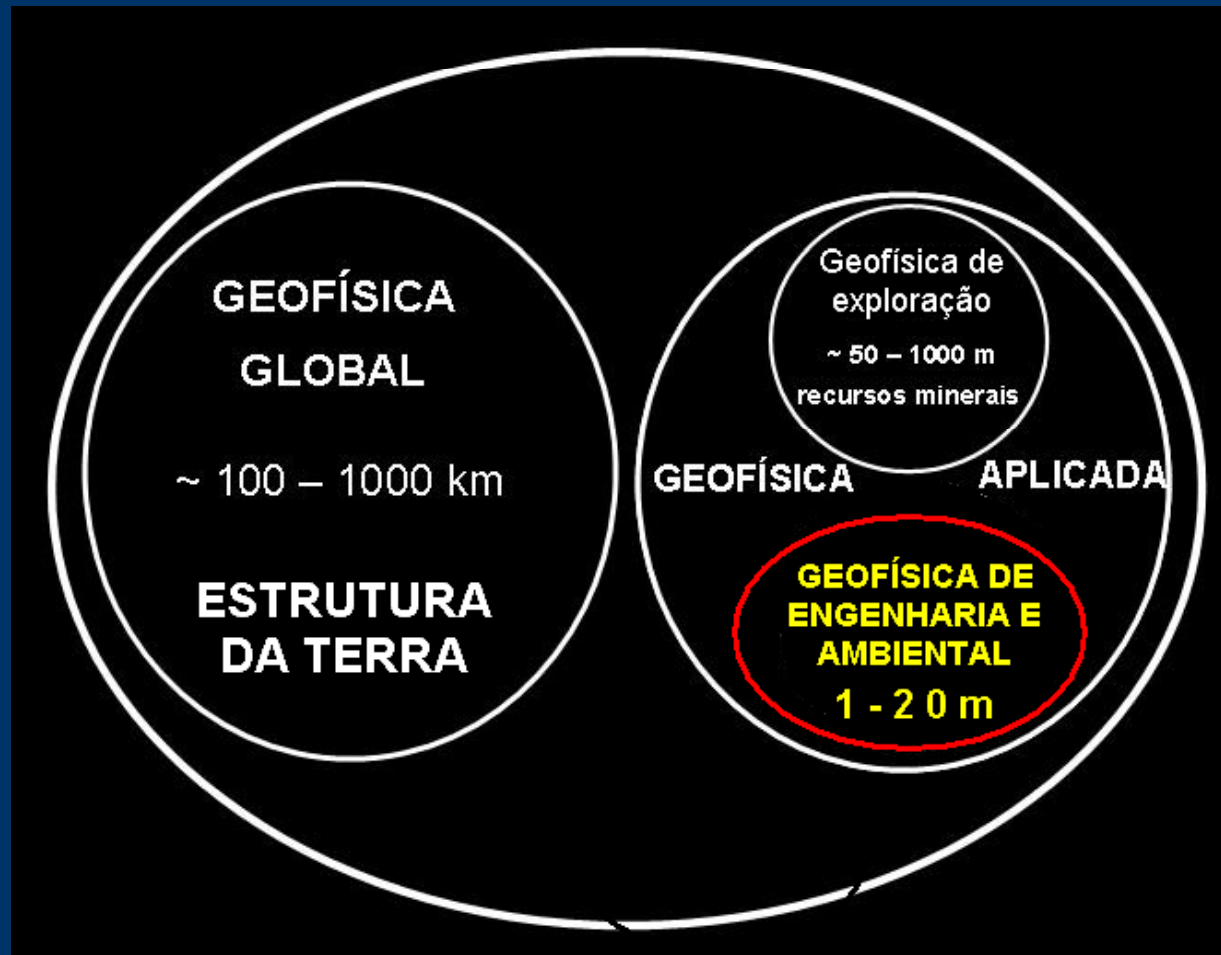 GEOFÍSICA
GLOBAL
~ 100 – 1000 km
ESTRUTURA
DA TERRA
Geofísica de
exploração
~ 50 – 1000 m
recursos minerais
GEOFÍSICA APLICADA
GEOFÍSICA DE
ENGENHARIA E
AMBIENTAL
1 - 2 0 m